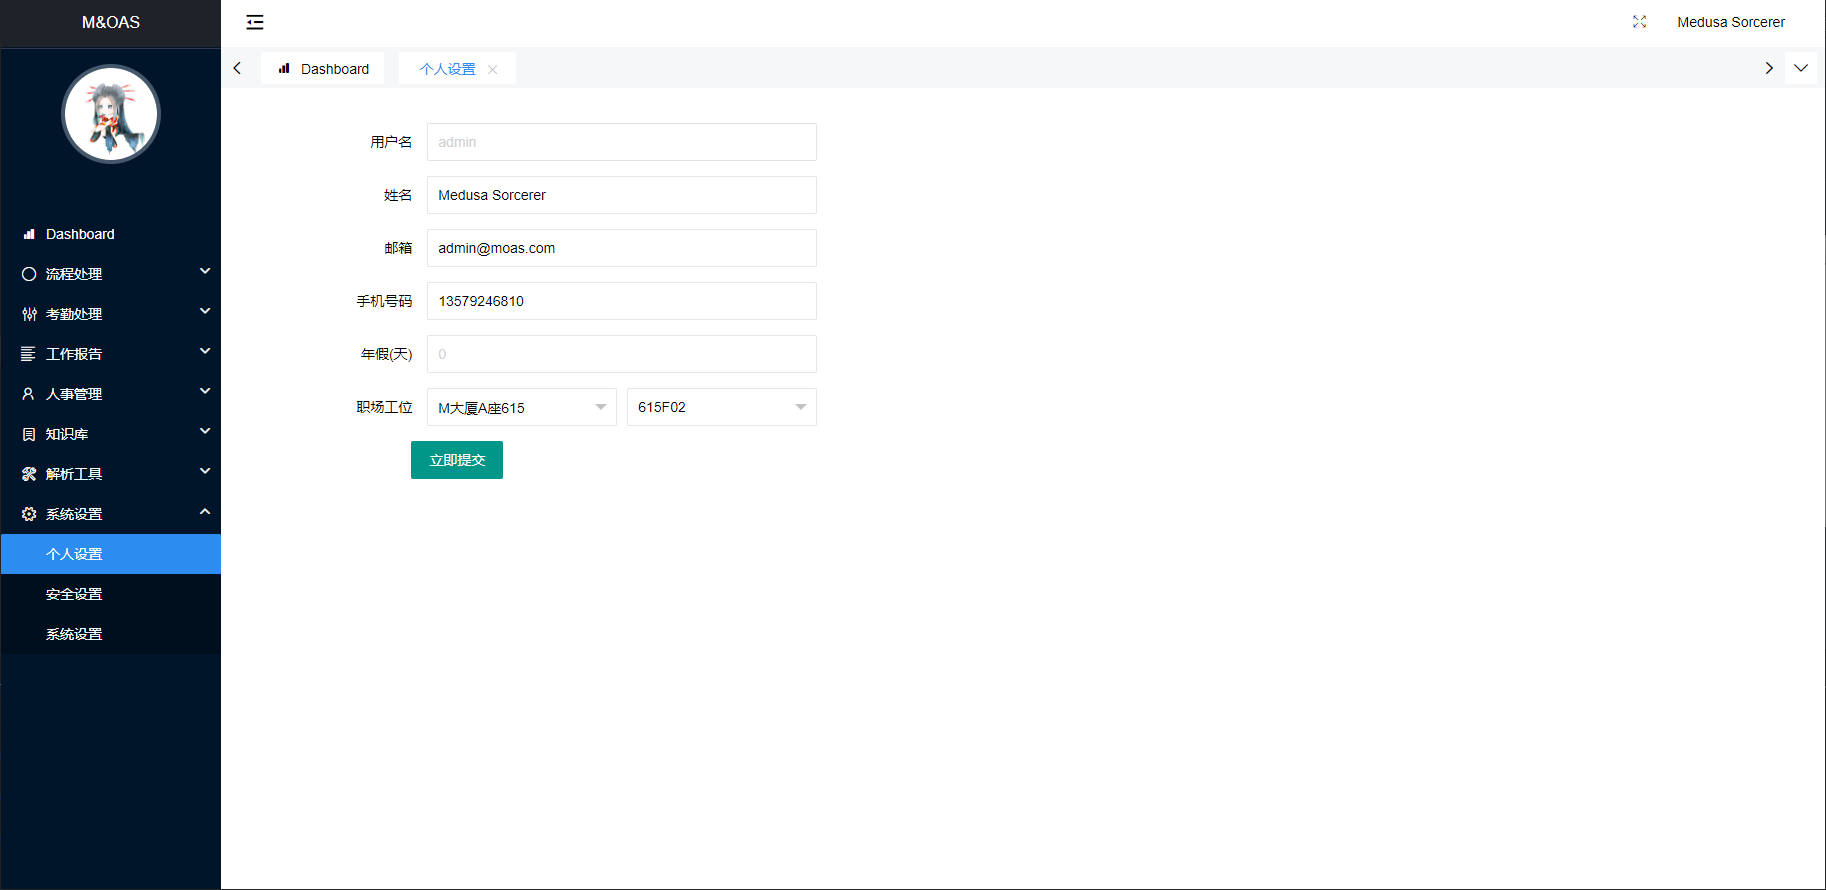 M&OAS
Medusa Sorcerer
Dashboard
个人设置
Dashboard
流程处理
考勤处理
工作报告
人事管理
知识库
解析工具
系统设置
个人设置
安全设置
系统设置
用户名 admin
姓名 Medusa Sorcerer
邮箱 admin@moas.com
手机号码 13579246810
年假(天) 0
职场工位 M大厦A座615 615F02
立即提交